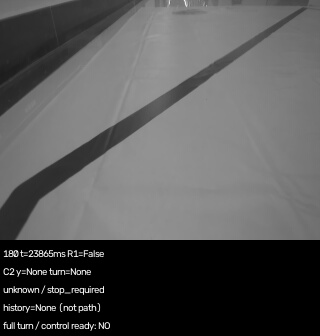 180 t=23865ms R1=False
C2 y=None turn=None
unknown / stop_required
history=None (not path)
full turn / control ready: NO